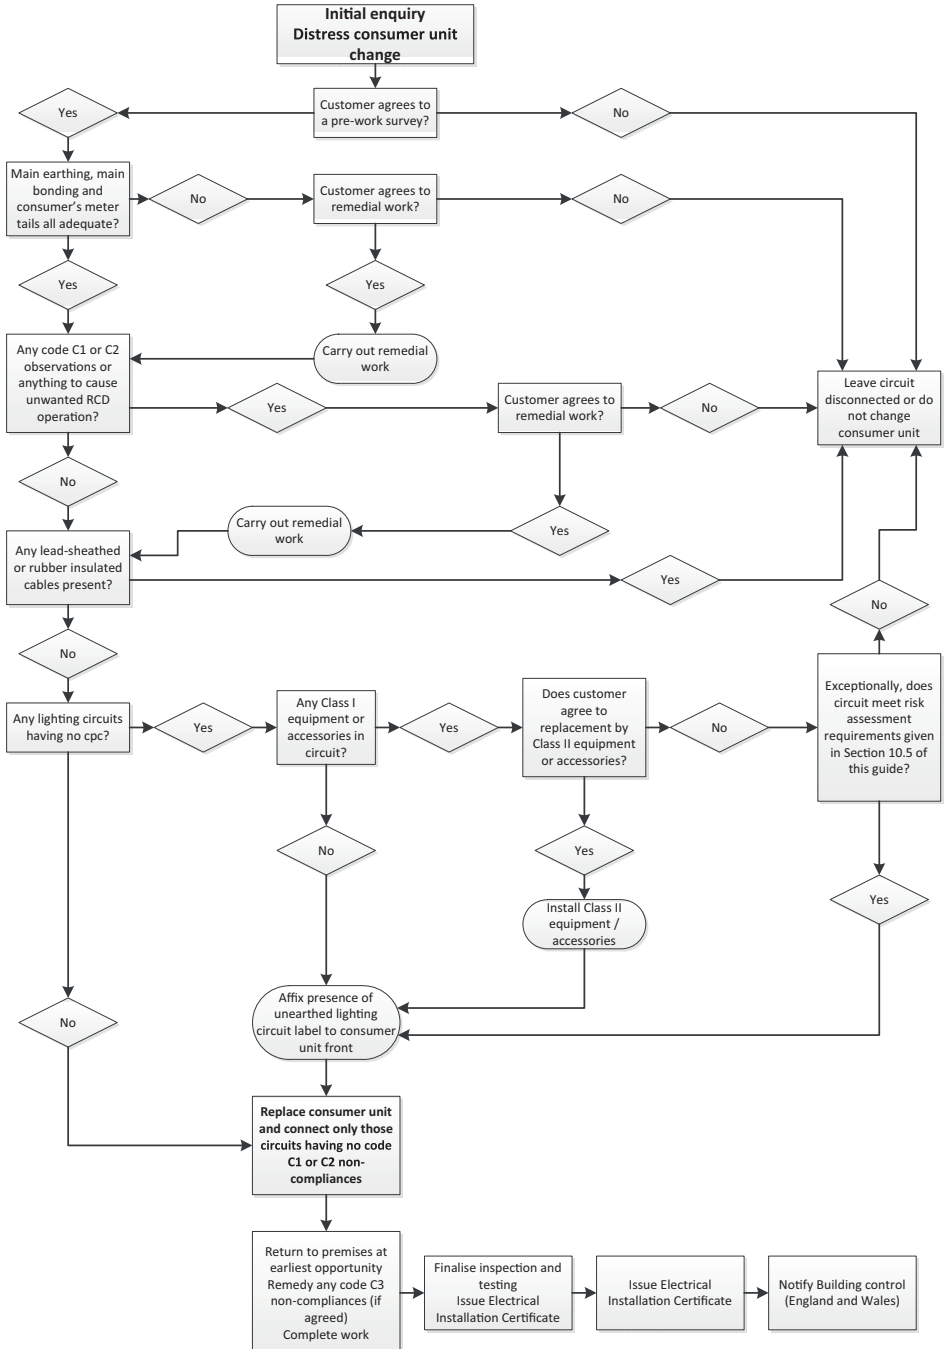 Initial enquiry
Distress consumer unit
change
Customer agrees to
a pre-work survey?
Yes
No
Main earthing, main
bonding and
consumer's meter
tails all adequate?
No
Customer agrees to
remedial work?
No
Yes
Yes
Any code C1 or C2
observations or
anything to cause
unwanted RCD
operation?
Carry out remedial
work
Yes
Customer agrees to
remedial work?
No
Leave circuit
disconnected or do
not change
consumer unit
No
Carry out remedial
work
Yes
Any lead-sheathed
or rubber insulated
cables present?
Yes
No
No
Any lighting circuits
having no cpc?
Yes
Any Class I
equipment or
accessories in
circuit?
Yes
Does customer
agree to
replacement by
Class II equipment
or accessories?
No
Exceptionally, does
circuit meet risk
assessment
requirements given
in Section 10.5 of
this guide?
No
Yes
Yes
Install Class II
equipment /
accessories
No
Affix presence of
unearthed lighting
circuit label to consumer
unit front
Replace consumer unit
and connect only those
circuits having no code
C1 or C2 non-
compliances
Return to premises at
earliest opportunity
Remedy any code C3
non-compliances (if
agreed)
Complete work
Finalise inspection and
testing
Issue Electrical
Installation Certificate
Issue Electrical
Installation Certificate
Notify Building control
(England and Wales)